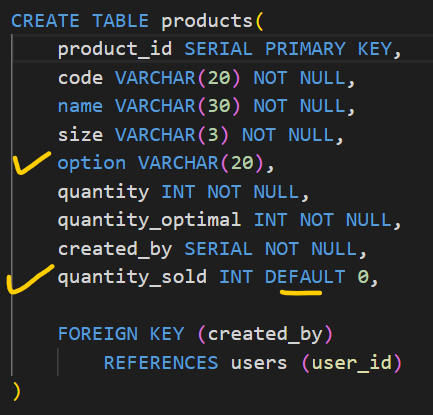 CREATE TABLE products(
product_id SERIAL PRIMARY KEY,
code VARCHAR(20) NOT NULL,
name VARCHAR(30) NOT NULL,
size VARCHAR(3) NOT NULL,
option VARCHAR(20),
quantity INT NOT NULL,
quantity_optimal INT NOT NULL,
created_by SERIAL NOT NULL,
quantity_sold INT DEFAULT 0,
FOREIGN KEY (created_by)
REFERENCES users (user_id)
)